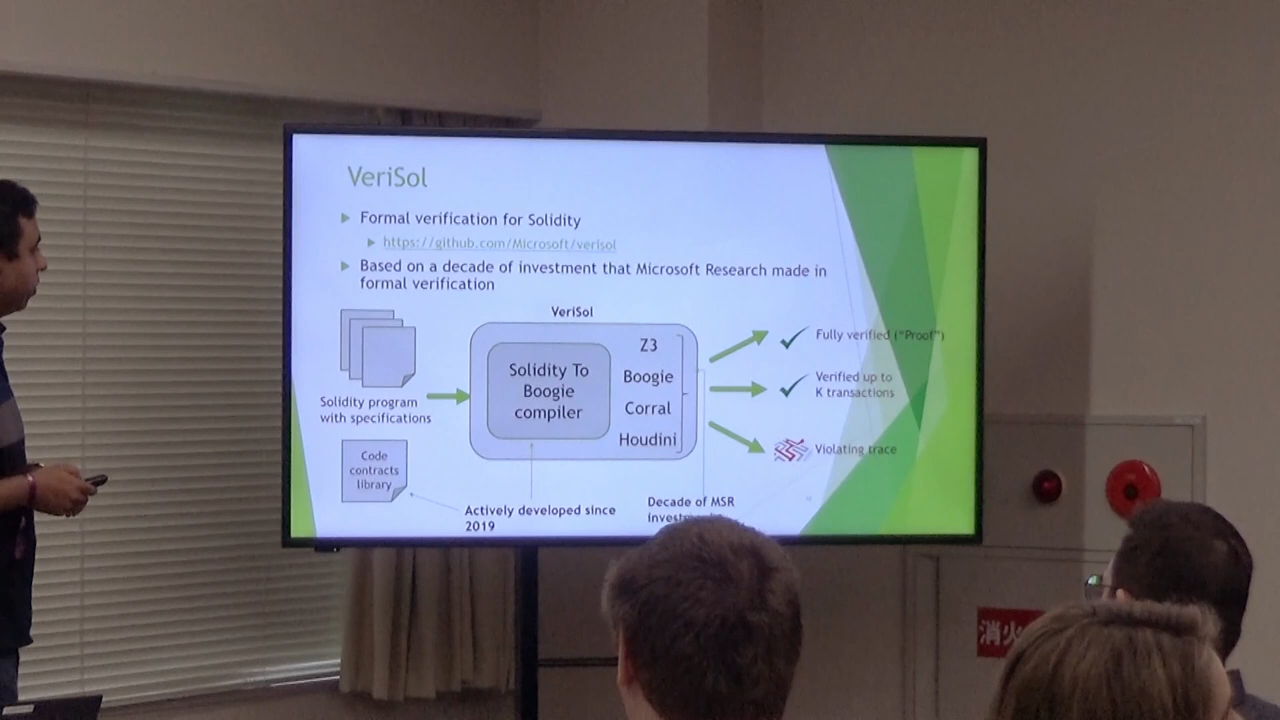 VeriSol
Formal verification for Solidity
https://github.com/Microsoft/verisol
Based on a decade of investment that Microsoft Research made in
formal verification
VeriSol
Solidity program
with specifications
Code
contracts
library
Solidity To
Boogie
compiler
Z3
Boogie
Corral
Houdini
Fully verified ("Proof")
Verified up to
K transactions
Violating trace
Actively developed since
2019
Decade of MSR
消火